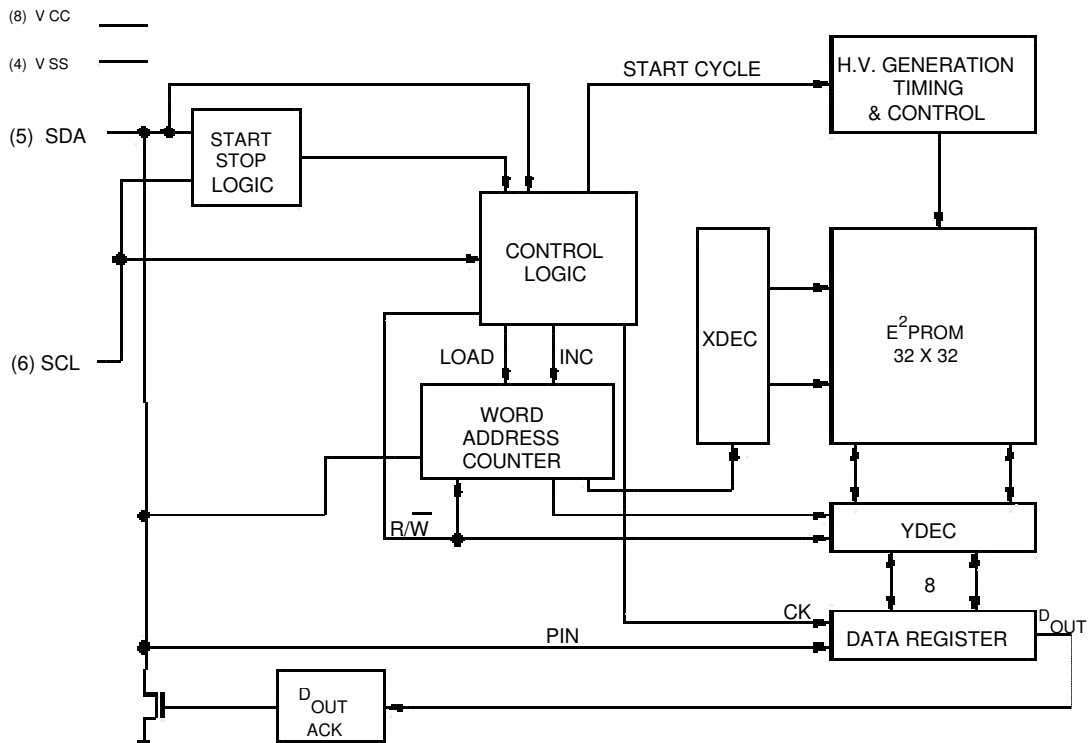 (8) V CC
(4) V SS
START CYCLE
H.V. GENERATION
TIMING
& CONTROL
(5) SDA
START
STOP
LOGIC
CONTROL
LOGIC
XDEC
E2PROM
32 X 32
(6) SCL
LOAD
INC
WORD
ADDRESS
COUNTER
R/W̅
YDEC
8
CK
PIN
DATA REGISTER
DOUT
DOUT
ACK